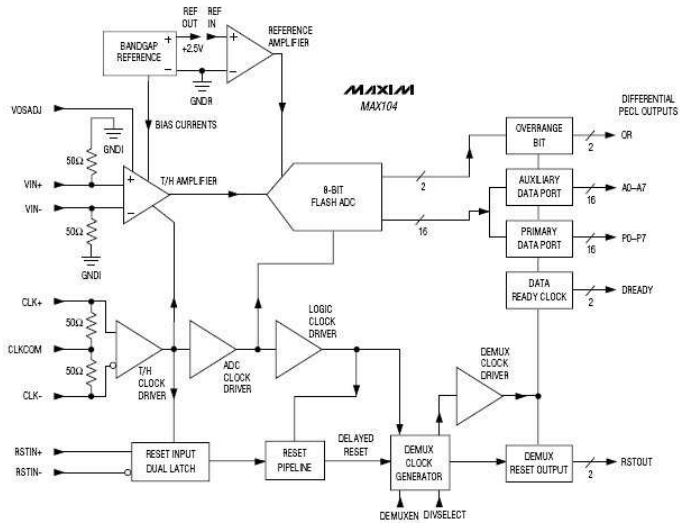 REF OUT
REF IN
REFERENCE AMPLIFIER
BANDGAP REFERENCE
+
−
+2.5V
+
−
GNDR
MAXIM
MAX104
DIFFERENTIAL PECL OUTPUTS
VOSADJ
BIAS CURRENTS
GNDI
50Ω
OVERRANGE BIT
2
OR
VIN+
+
T/H AMPLIFIER
8-BIT FLASH ADC
2
AUXILIARY DATA PORT
16
A0–A7
VIN-
−
50Ω
GNDI
16
PRIMARY DATA PORT
16
P0–P7
DATA READY CLOCK
2
DREADY
CLK+
50Ω
CLKCOM
50Ω
CLK-
T/H CLOCK DRIVER
ADC CLOCK DRIVER
LOGIC CLOCK DRIVER
DEMUX CLOCK DRIVER
RSTIN+
RSTIN-
RESET INPUT DUAL LATCH
RESET PIPELINE
DELAYED RESET
DEMUX CLOCK GENERATOR
DEMUX RESET OUTPUT
2
RSTOUT
DEMUXEN
DIVSELECT